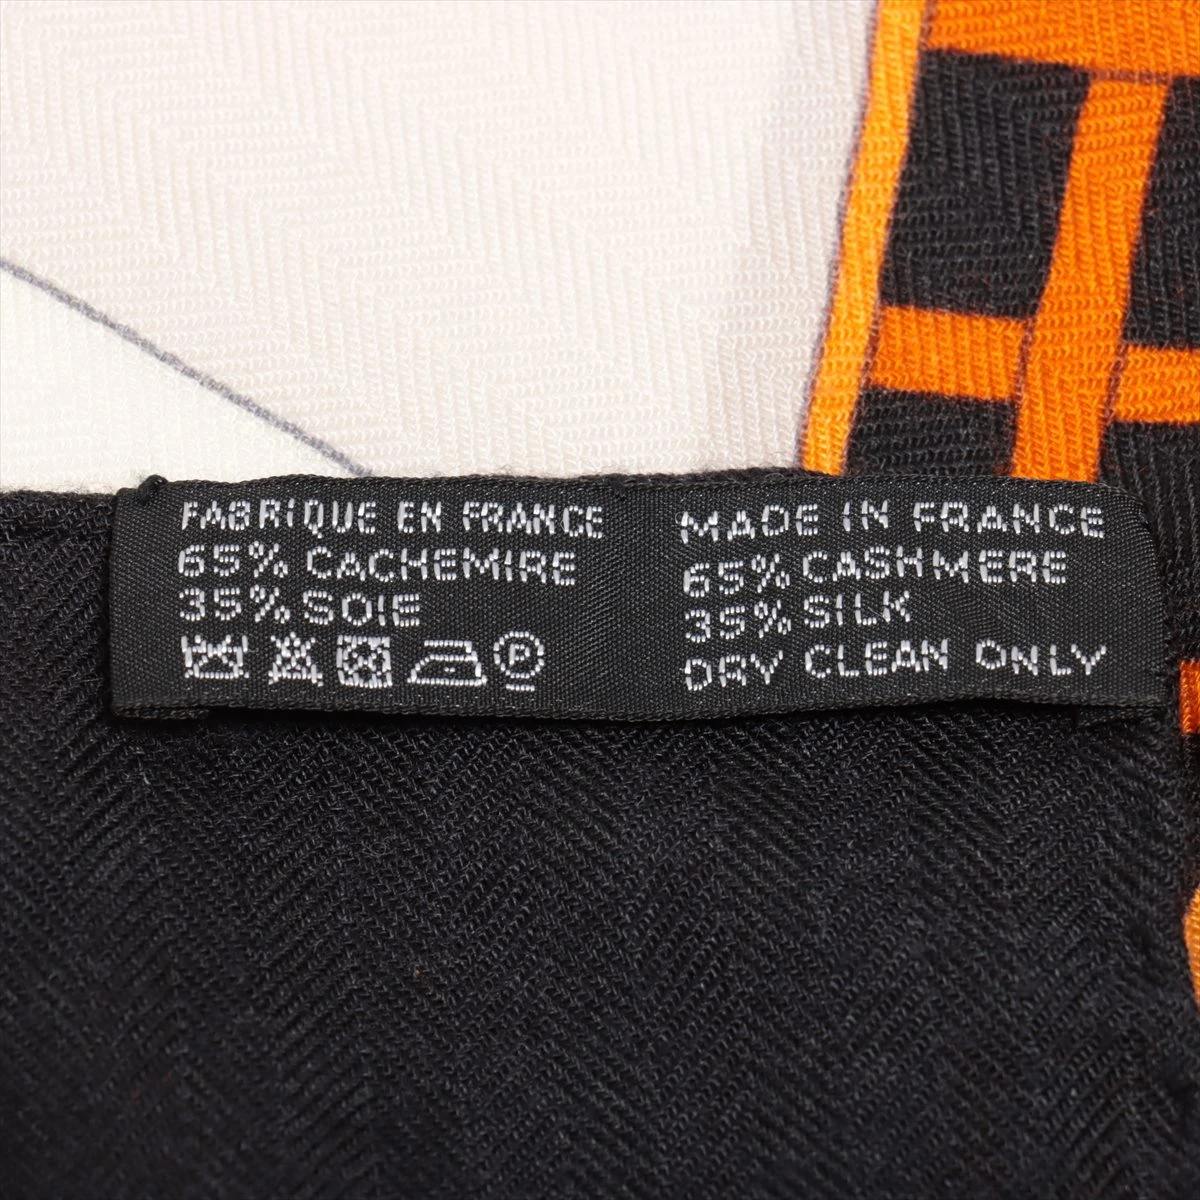 FABRIQUE EN FRANCE
65% CACHEMIRE
35% SOIE
P
MADE IN FRANCE
65% CASHMERE
35% SILK
DRY CLEAN ONLY